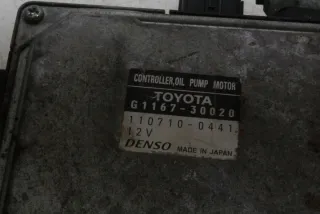 CONTROLLER, OIL PUMP MOTOR
TOYOTA
G1167-30020
110710-0441.
12V
DENSO MADE IN JAPAN